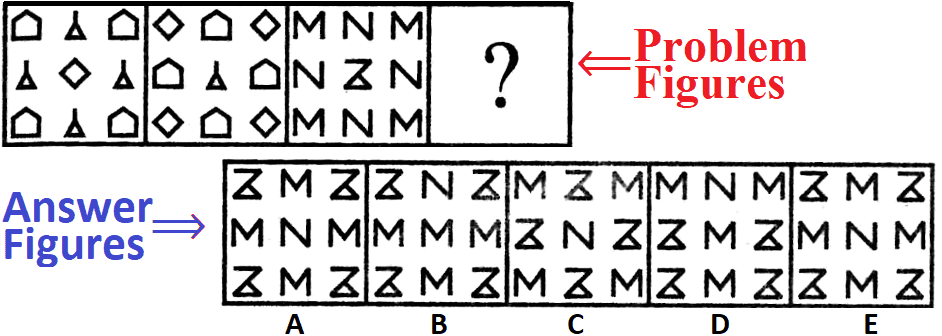 M N M
N N
M N M
?
Problem
Figures
Answer
Figures
M N M M M N M M
M N M M M M N M M N M
M M M M M M
A B C D E